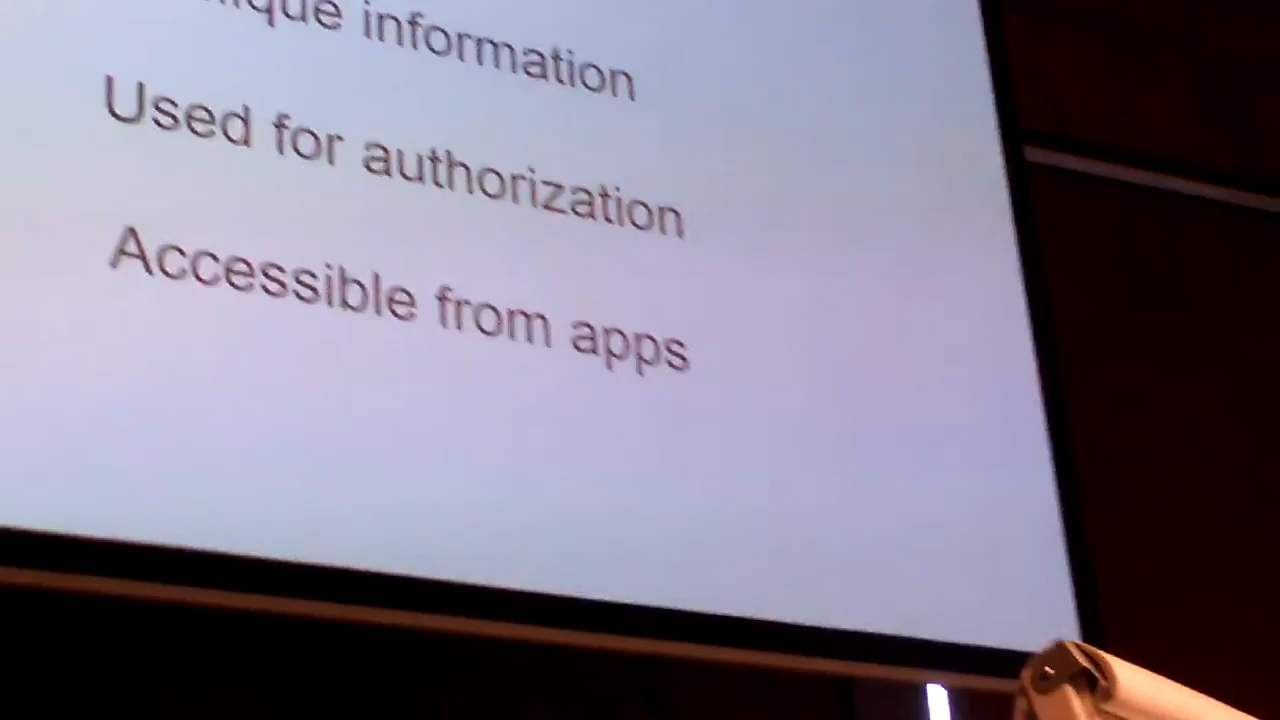 information
Used for authorization
Accessible from apps